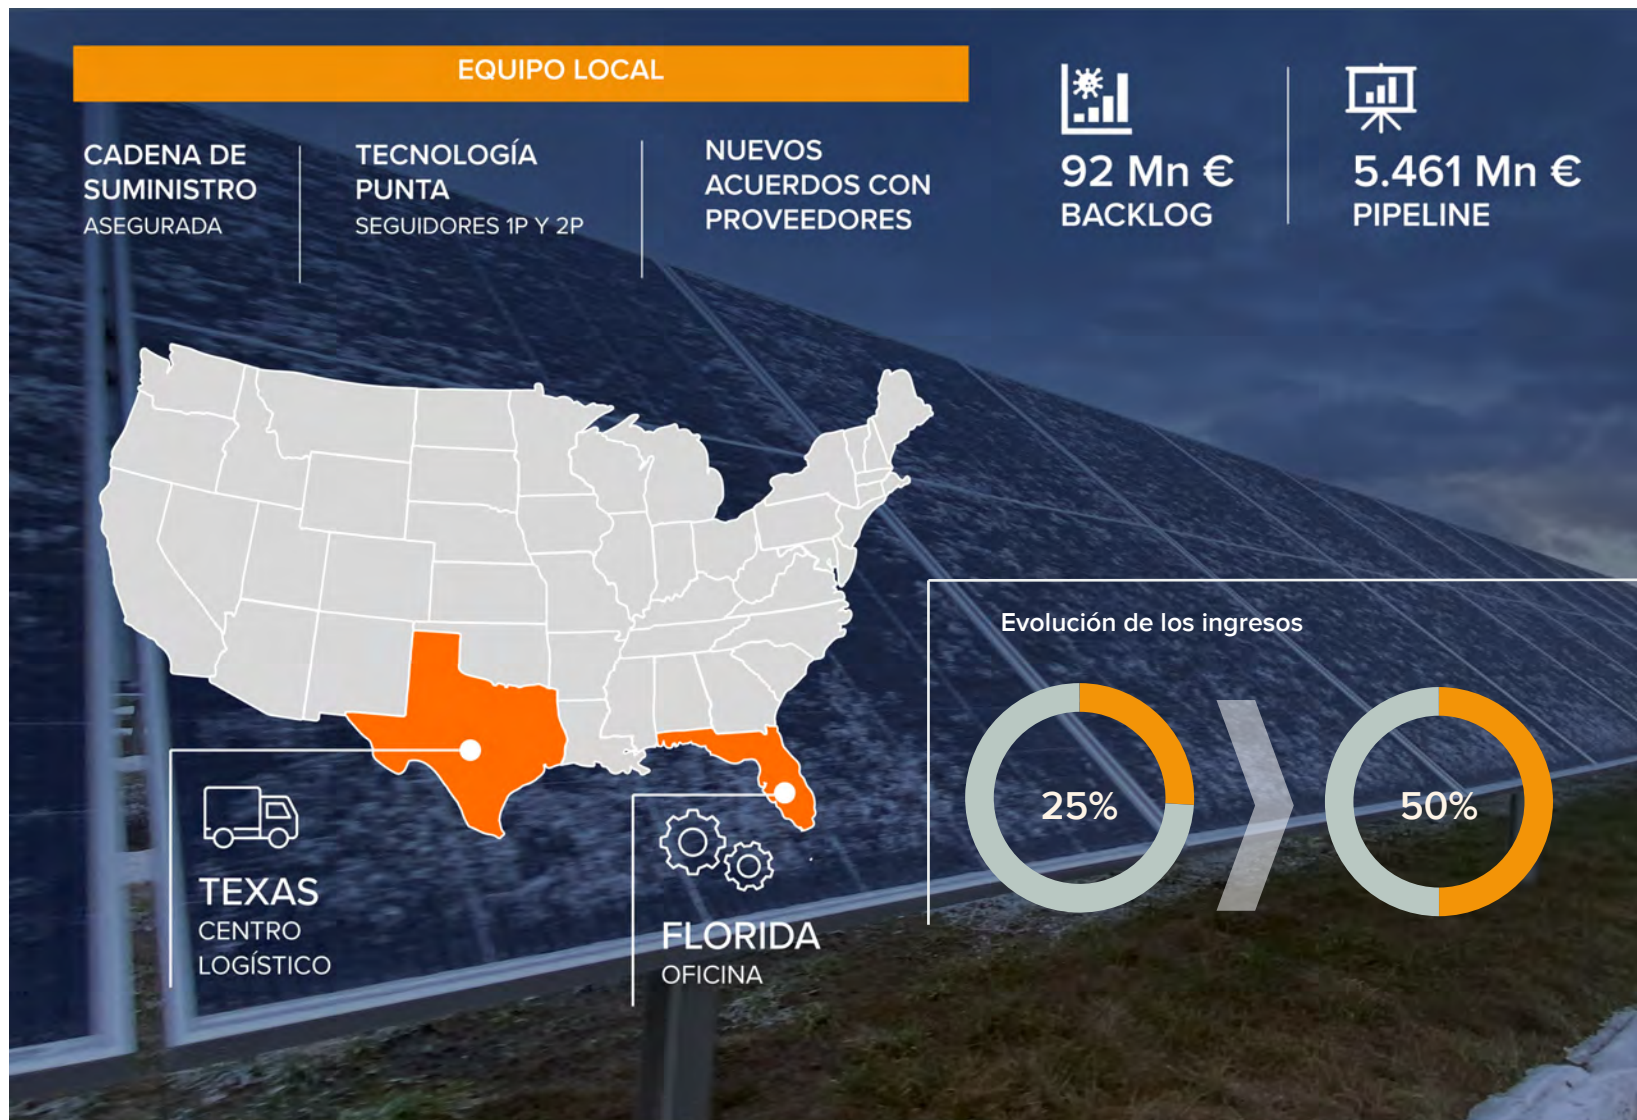 EQUIPO LOCAL
CADENA DE
SUMINISTRO
ASEGURADA
TECNOLOGÍA
PUNTA
SEGUIDORES 1P Y 2P
NUEVOS
ACUERDOS CON
PROVEEDORES
92 Mn €
BACKLOG
5.461 Mn €
PIPELINE
TEXAS
CENTRO
LOGÍSTICO
FLORIDA
OFICINA
Evolución de los ingresos
25%
50%